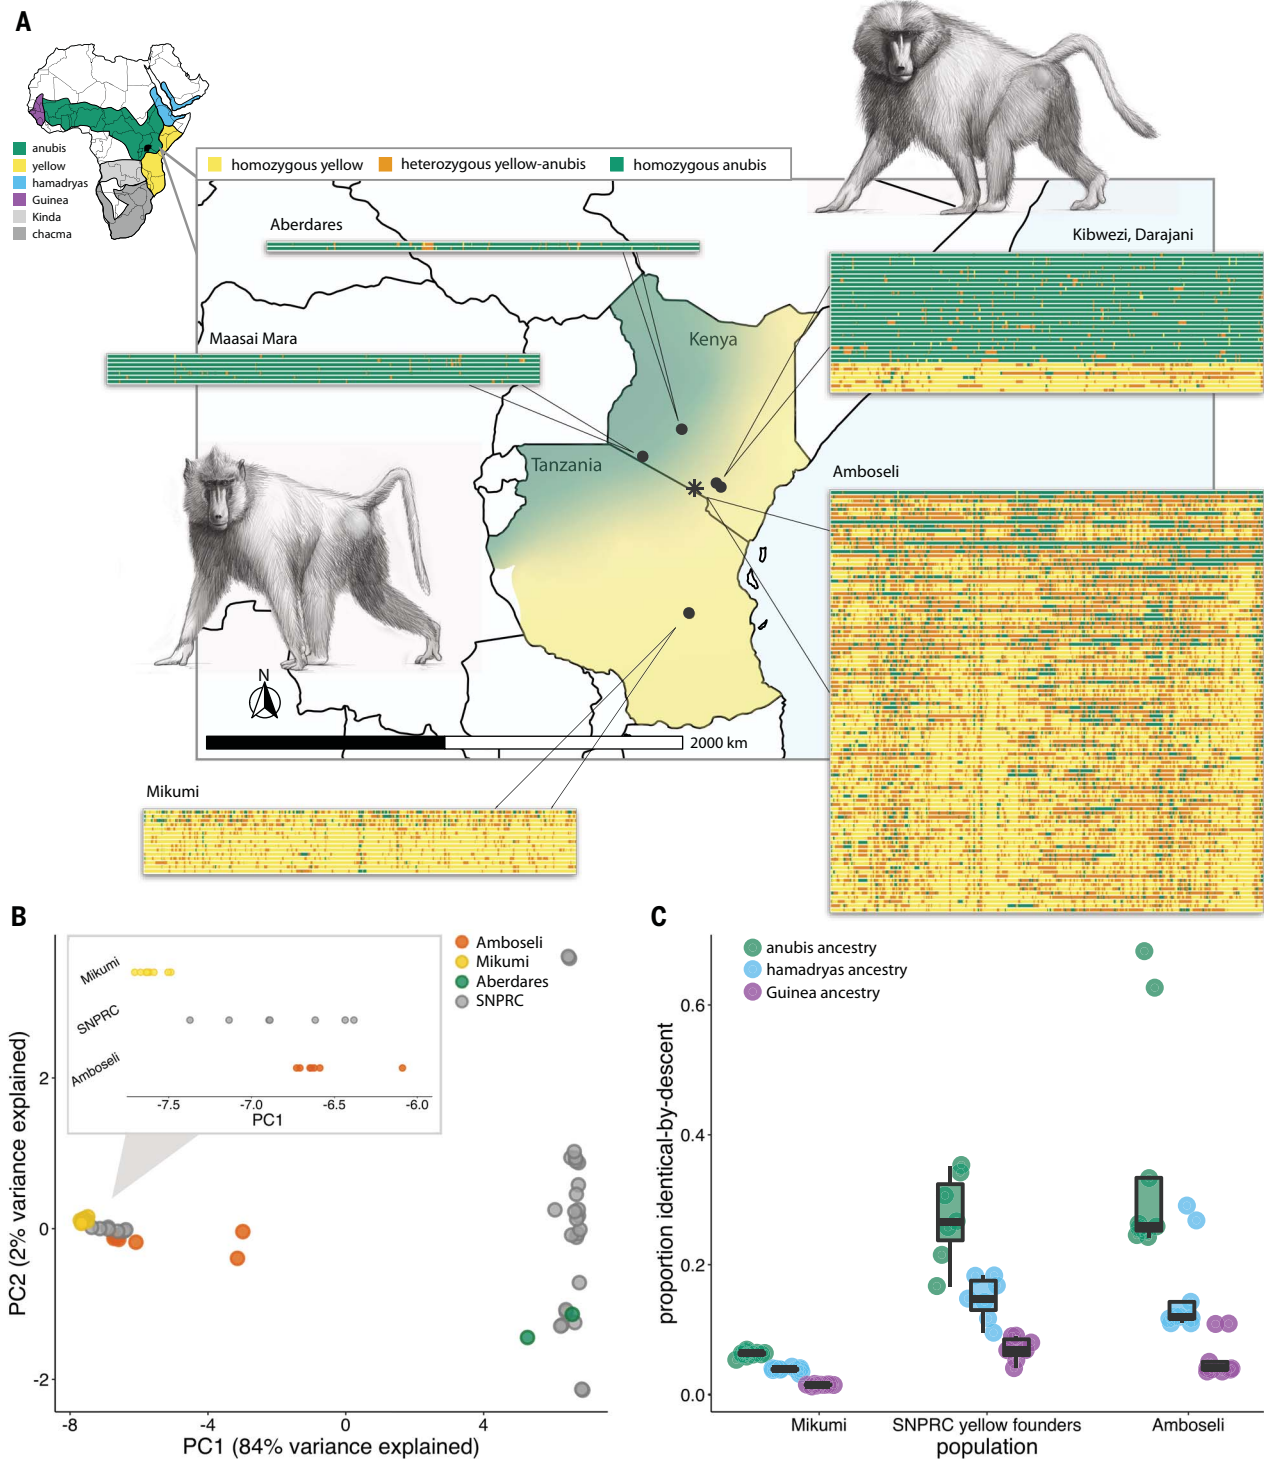 A
anubis
yellow
hamadryas
Guinea
Kinda
chacma
homozygous yellow
heterozygous yellow-anubis
homozygous anubis
Aberdares
Kibwezi, Darajani
Maasai Mara
Kenya
Tanzania
Amboseli
N
2000 km
Mikumi
B
Amboseli
Mikumi
Aberdares
SNPRC
Mikumi
SNPRC
Amboseli
-7.5 -7.0 -6.5 -6.0
PC1
PC2 (2% variance explained)
2
0
-2
-8 -4 0 4
PC1 (84% variance explained)
C
anubis ancestry
hamadryas ancestry
Guinea ancestry
proportion identical-by-descent
0.6
0.4
0.2
0.0
Mikumi SNPRC yellow founders Amboseli
population